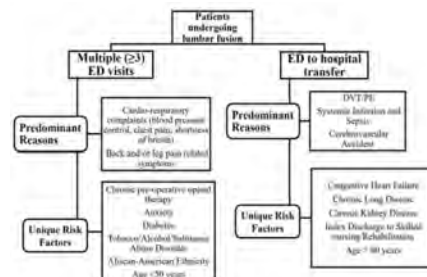 Patients
undergoing
lumbar fusion
Multiple (≥3)
ED visits
ED to hospital
transfer
Predominant
Reasons
Cardio-respiratory
complaints (blood pressure
control, chest pain, shortness
of breath)
Back and/or leg pain related
symptoms
Predominant
Reasons
DVT/PE
Systemic Infection and
Sepsis
Cerebrovascular
Accident
Unique Risk
Factors
Chronic pre-operative opioid
therapy
Anxiety
Diabetes
Tobacco/Alcohol/Substance
Abuse Disorder
African-American Ethnicity
Age <50 years
Unique Risk
Factors
Congestive Heart Failure
Chronic Lung Disease
Chronic Kidney Disease
Index Discharge to Skilled
nursing/Rehabilitation
Age > 80 years